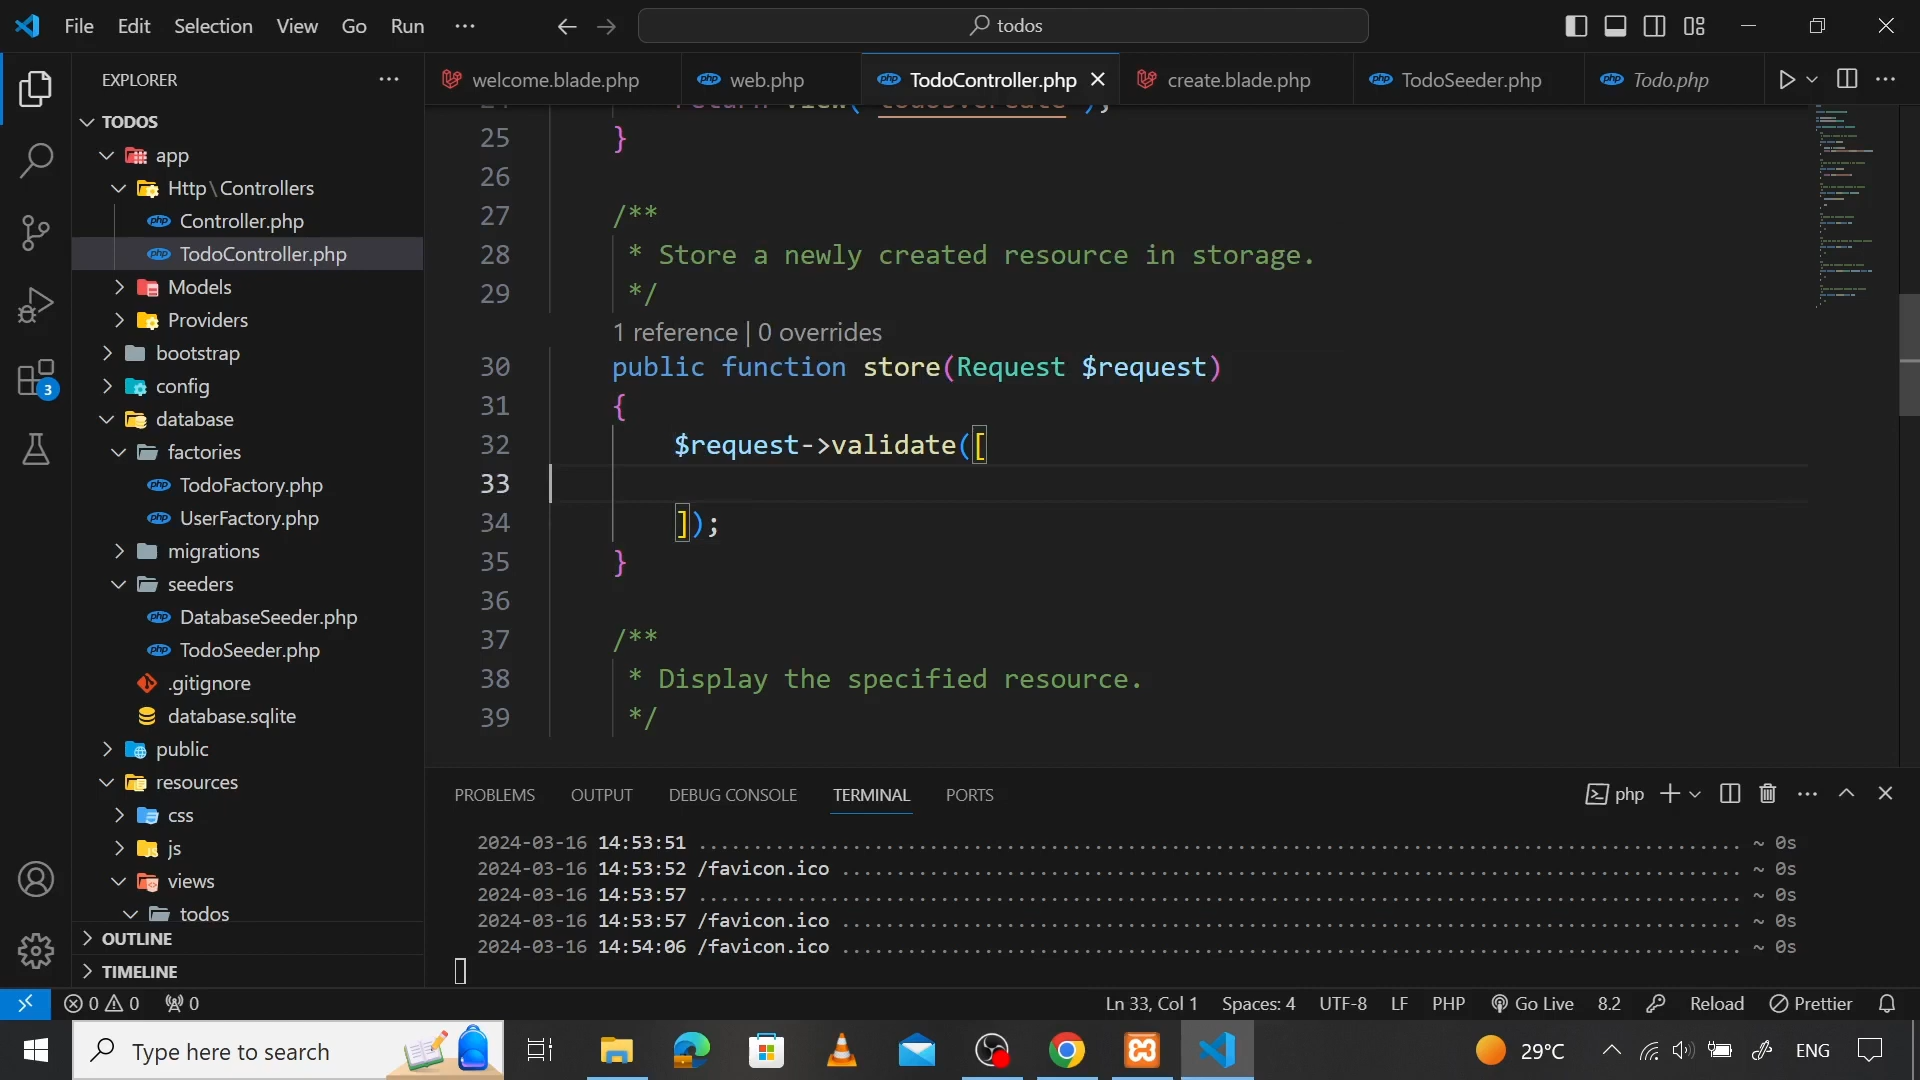 File Edit Selection View Go Run ···
todos
EXPLORER ···
welcome.blade.php web.php TodoController.php create.blade.php TodoSeeder.php Todo.php
TODOS
app
Http\Controllers
Controller.php
TodoController.php
Models
Providers
bootstrap
config
database
factories
TodoFactory.php
UserFactory.php
migrations
seeders
DatabaseSeeder.php
TodoSeeder.php
.gitignore
database.sqlite
public
resources
css
js
views
todos
OUTLINE
TIMELINE
3
24 return view('todos.create');
25 }
26
27 /**
28 * Store a newly created resource in storage.
29 */
1 reference | 0 overrides
30 public function store(Request $request)
31 {
32 $request->validate([
33
34 ]);
35 }
36
37 /**
38 * Display the specified resource.
39 */
PROBLEMS OUTPUT DEBUG CONSOLE TERMINAL PORTS php
2024-03-16 14:53:51 ........ ~ 0s
2024-03-16 14:53:52 /favicon.ico ........ ~ 0s
2024-03-16 14:53:57 ........ ~ 0s
2024-03-16 14:53:57 /favicon.ico ........ ~ 0s
2024-03-16 14:54:06 /favicon.ico ........ ~ 0s
0 0 0 Ln 33, Col 1 Spaces: 4 UTF-8 LF PHP Go Live 8.2 Reload Prettier
Type here to search 29°C ENG